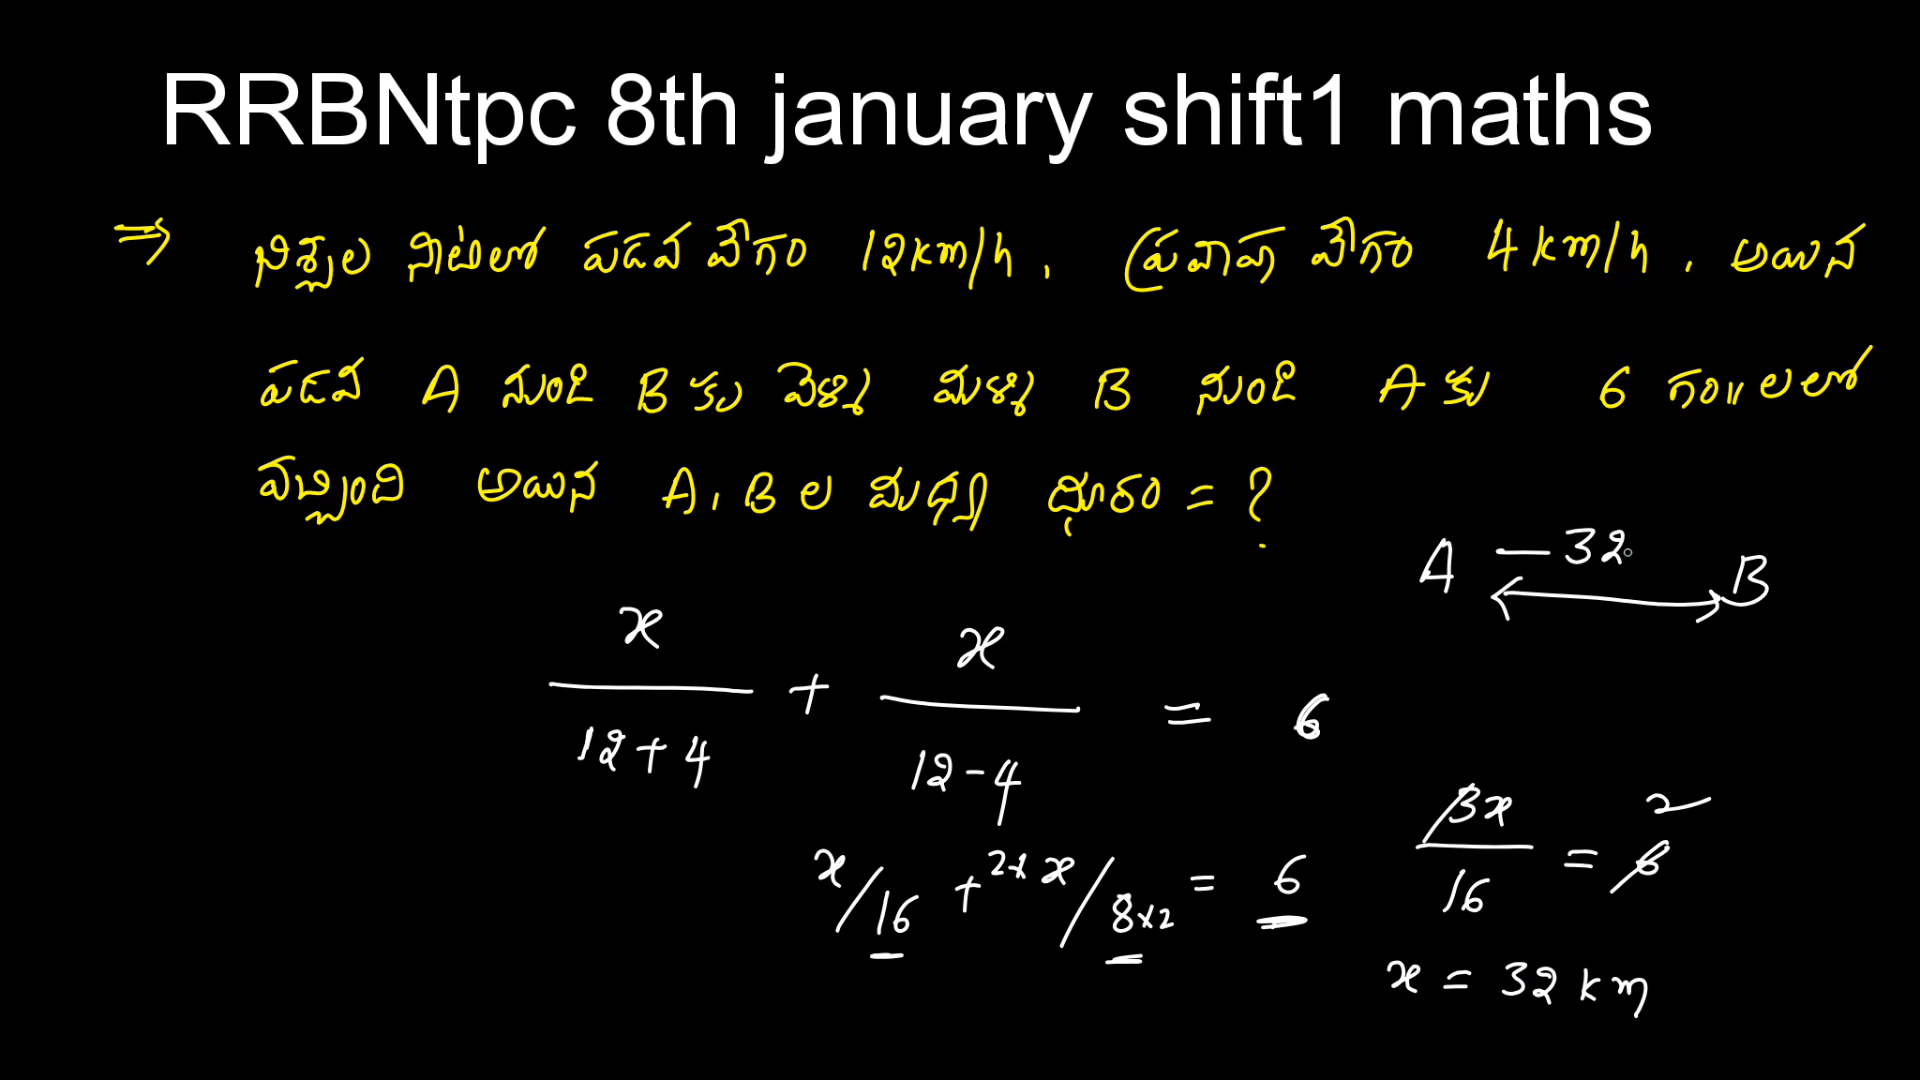 RRBNtpc 8th january shift1 maths
⇒ నిశ్చల నీటిలో పడవ వేగం 12km/h, ప్రవాహ వేగం 4km/h, అయిన
పడవ A నుండి B కు వెళ్ళి మళ్ళీ B నుండి A కు 6 గం॥లలో
వచ్చింది అయిన A, B ల మధ్య ధూరం = ?
A — 32 B
x/(12+4) + x/(12-4) = 6
x/16 + 2×x/8×2 = 6
3x/16 = 6 2
x = 32 km